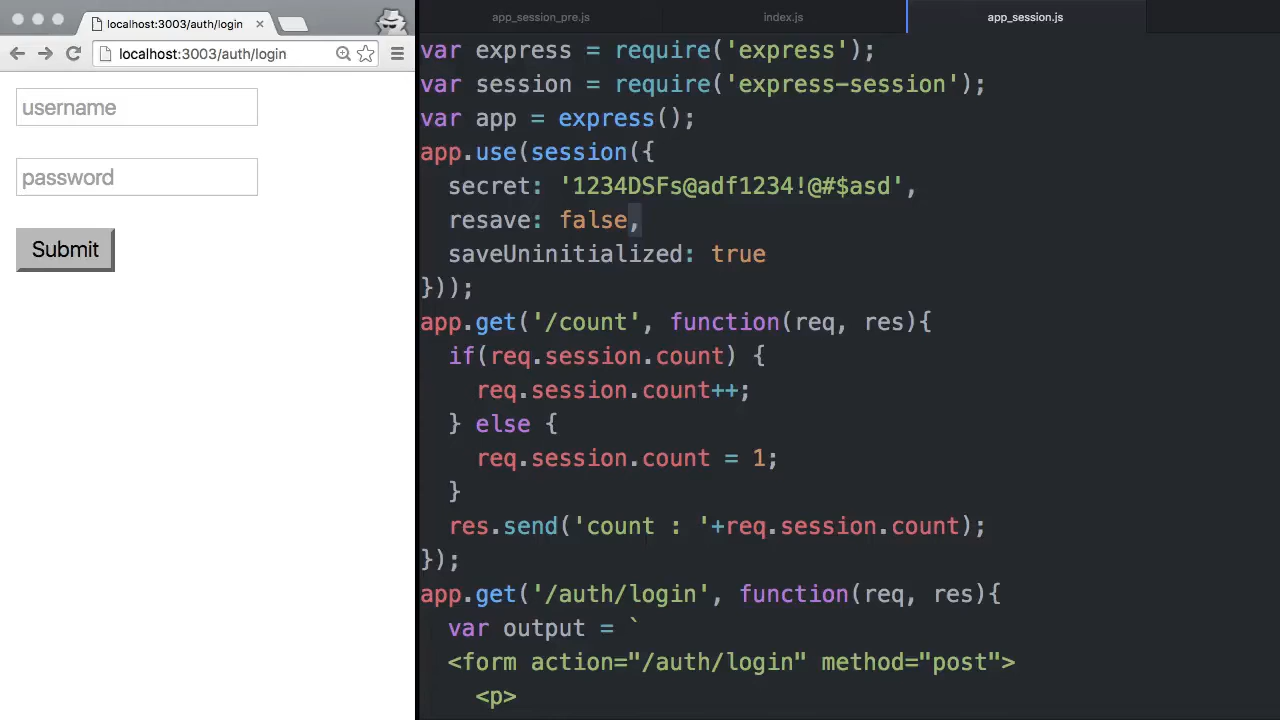 localhost:3003/auth/login
localhost:3003/auth/login
username
password
Submit
app_session_pre.js
index.js
app_session.js
var express = require('express');
var session = require('express-session');
var app = express();
app.use(session({
  secret: '1234DSFs@adf1234!@#$asd',
  resave: false,
  saveUninitialized: true
}));
app.get('/count', function(req, res){
  if(req.session.count) {
    req.session.count++;
  } else {
    req.session.count = 1;
  }
  res.send('count : '+req.session.count);
});
app.get('/auth/login', function(req, res){
  var output = `
  <form action="/auth/login" method="post">
    <p>